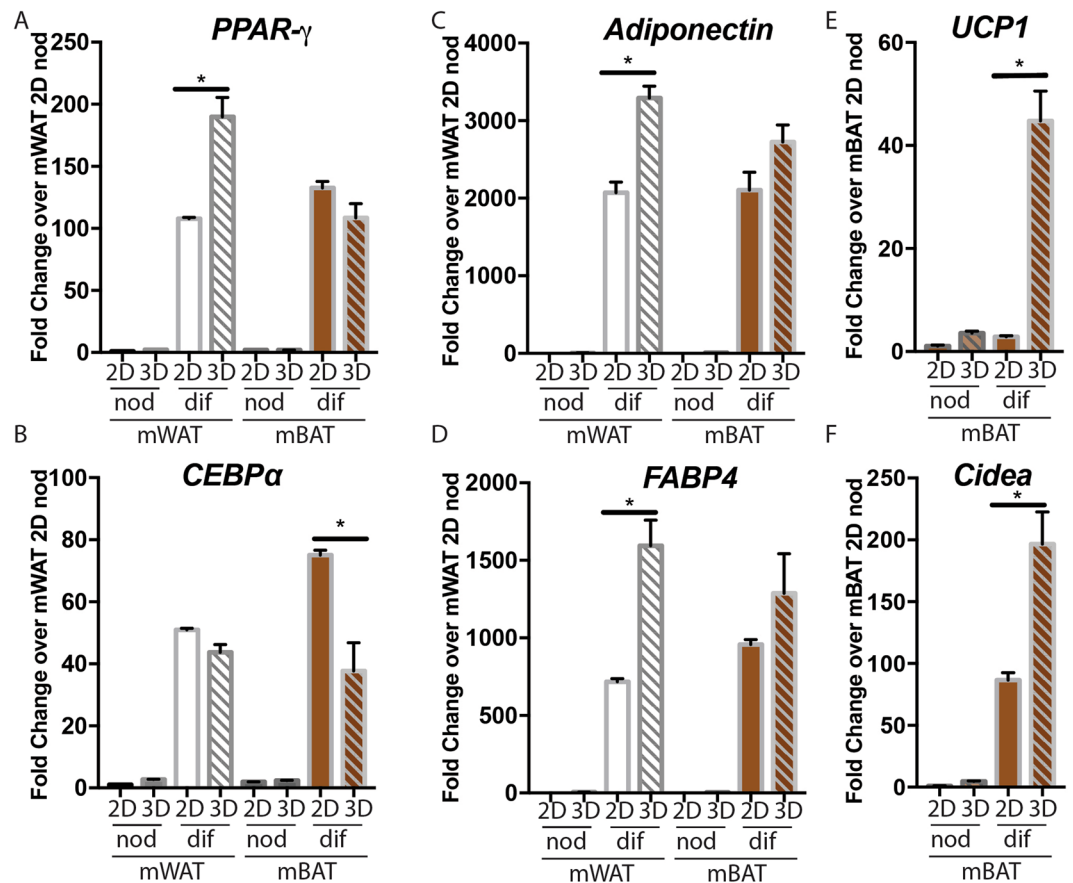 A
PPAR-γ
Fold Change over mWAT 2D nod
250
200
150
100
50
0
*
2D 3D 2D 3D 2D 3D 2D 3D
nod dif nod dif
mWAT mBAT
C
Adiponectin
Fold Change over mWAT 2D nod
4000
3000
2000
1000
0
*
2D 3D 2D 3D 2D 3D 2D 3D
nod dif nod dif
mWAT mBAT
E
UCP1
Fold Change over mBAT 2D nod
60
40
20
0
*
2D 3D 2D 3D
nod dif
mBAT
B
CEBPα
Fold Change over mWAT 2D nod
100
80
60
40
20
0
*
2D 3D 2D 3D 2D 3D 2D 3D
nod dif nod dif
mWAT mBAT
D
FABP4
Fold Change over mWAT 2D nod
2000
1500
1000
500
0
*
2D 3D 2D 3D 2D 3D 2D 3D
nod dif nod dif
mWAT mBAT
F
Cidea
Fold Change over mBAT 2D nod
250
200
150
100
50
0
*
2D 3D 2D 3D
nod dif
mBAT